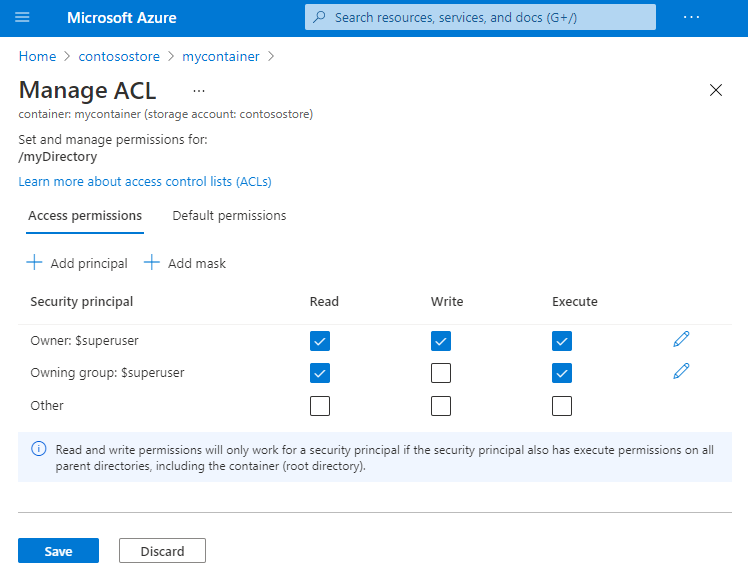 Microsoft Azure
Search resources, services, and docs (G+/)
...
Home > contosostore > mycontainer >
Manage ACL ...
container: mycontainer (storage account: contosostore)
Set and manage permissions for:
/myDirectory
Learn more about access control lists (ACLs)
Access permissions Default permissions
+ Add principal + Add mask
Security principal Read Write Execute
Owner: $superuser
Owning group: $superuser
Other
Read and write permissions will only work for a security principal if the security principal also has execute permissions on all
parent directories, including the container (root directory).
Save Discard